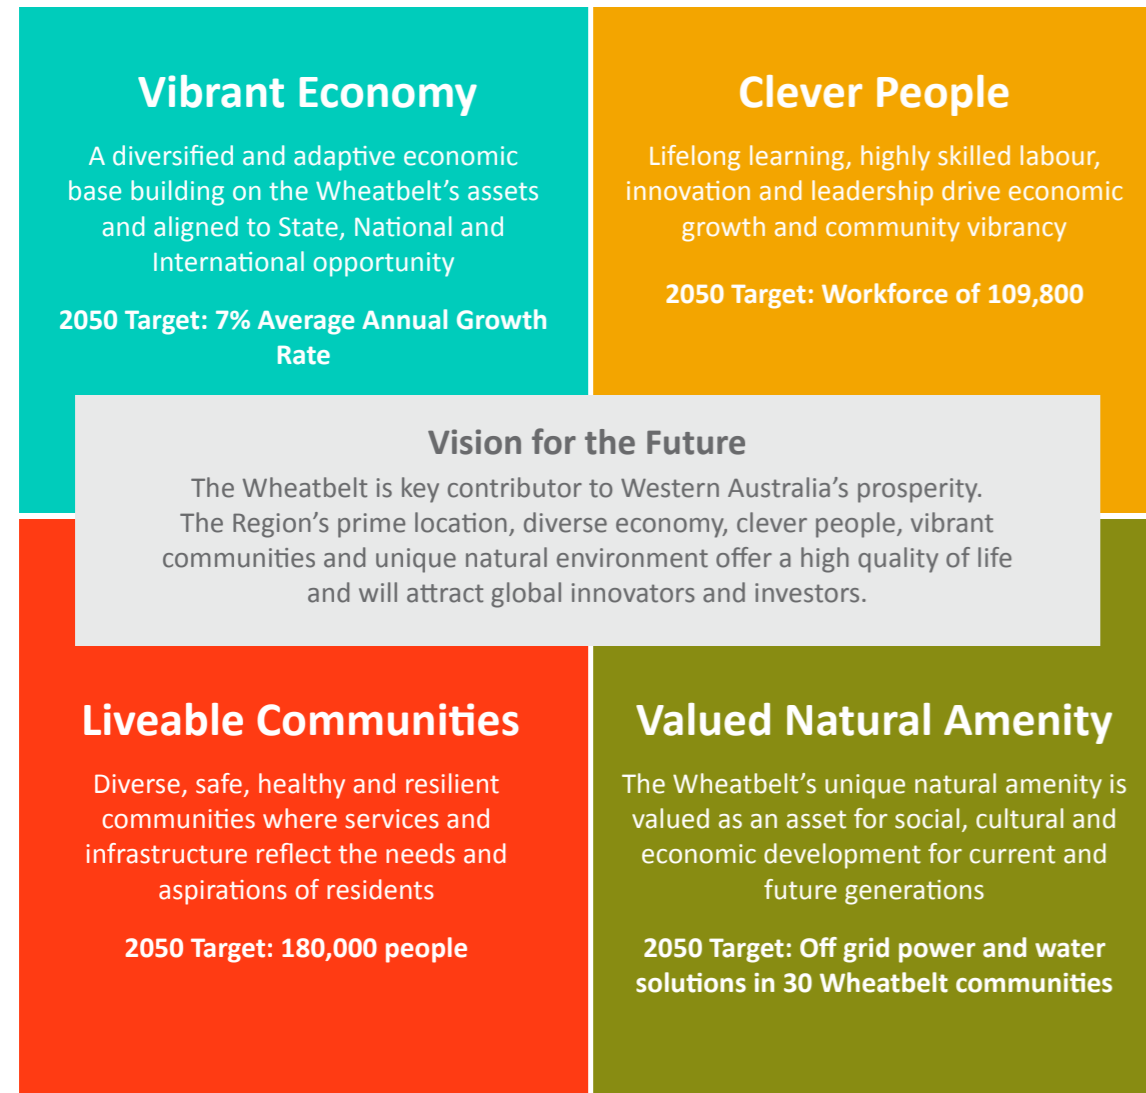 Vibrant Economy
A diversified and adaptive economic
base building on the Wheatbelt's assets
and aligned to State, National and
International opportunity
2050 Target: 7% Average Annual Growth
Rate
Clever People
Lifelong learning, highly skilled labour,
innovation and leadership drive economic
growth and community vibrancy
2050 Target: Workforce of 109,800
Vision for the Future
The Wheatbelt is key contributor to Western Australia's prosperity.
The Region's prime location, diverse economy, clever people, vibrant
communities and unique natural environment offer a high quality of life
and will attract global innovators and investors.
Liveable Communities
Diverse, safe, healthy and resilient
communities where services and
infrastructure reflect the needs and
aspirations of residents
2050 Target: 180,000 people
Valued Natural Amenity
The Wheatbelt's unique natural amenity is
valued as an asset for social, cultural and
economic development for current and
future generations
2050 Target: Off grid power and water
solutions in 30 Wheatbelt communities